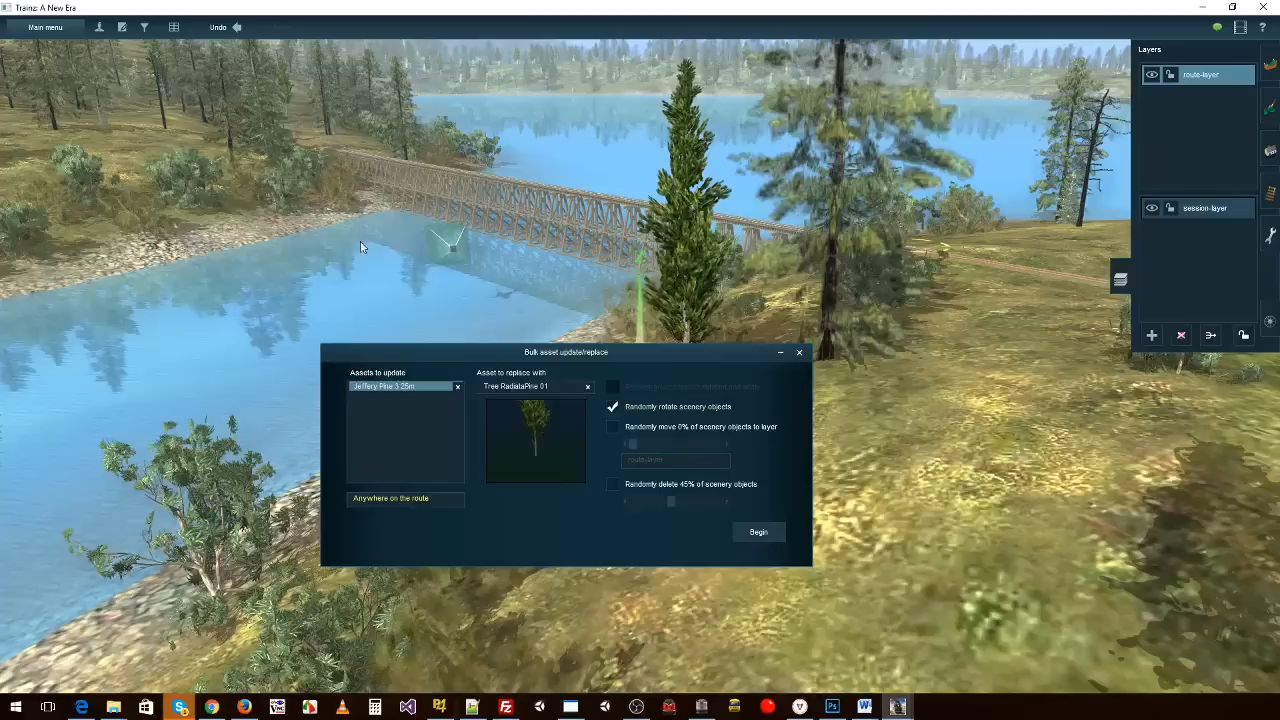 Trainz: A New Era
Main menu
Undo
Layers
route-layer
session-layer
Bulk asset update/replace
Assets to update
Asset to replace with
Jeffery Pine 3 25m
Tree RadiataPine 01
Randomly rotate scenery objects
Randomly move 0% of scenery objects to layer
route-layer
Randomly delete 45% of scenery objects
Anywhere on the route
Begin